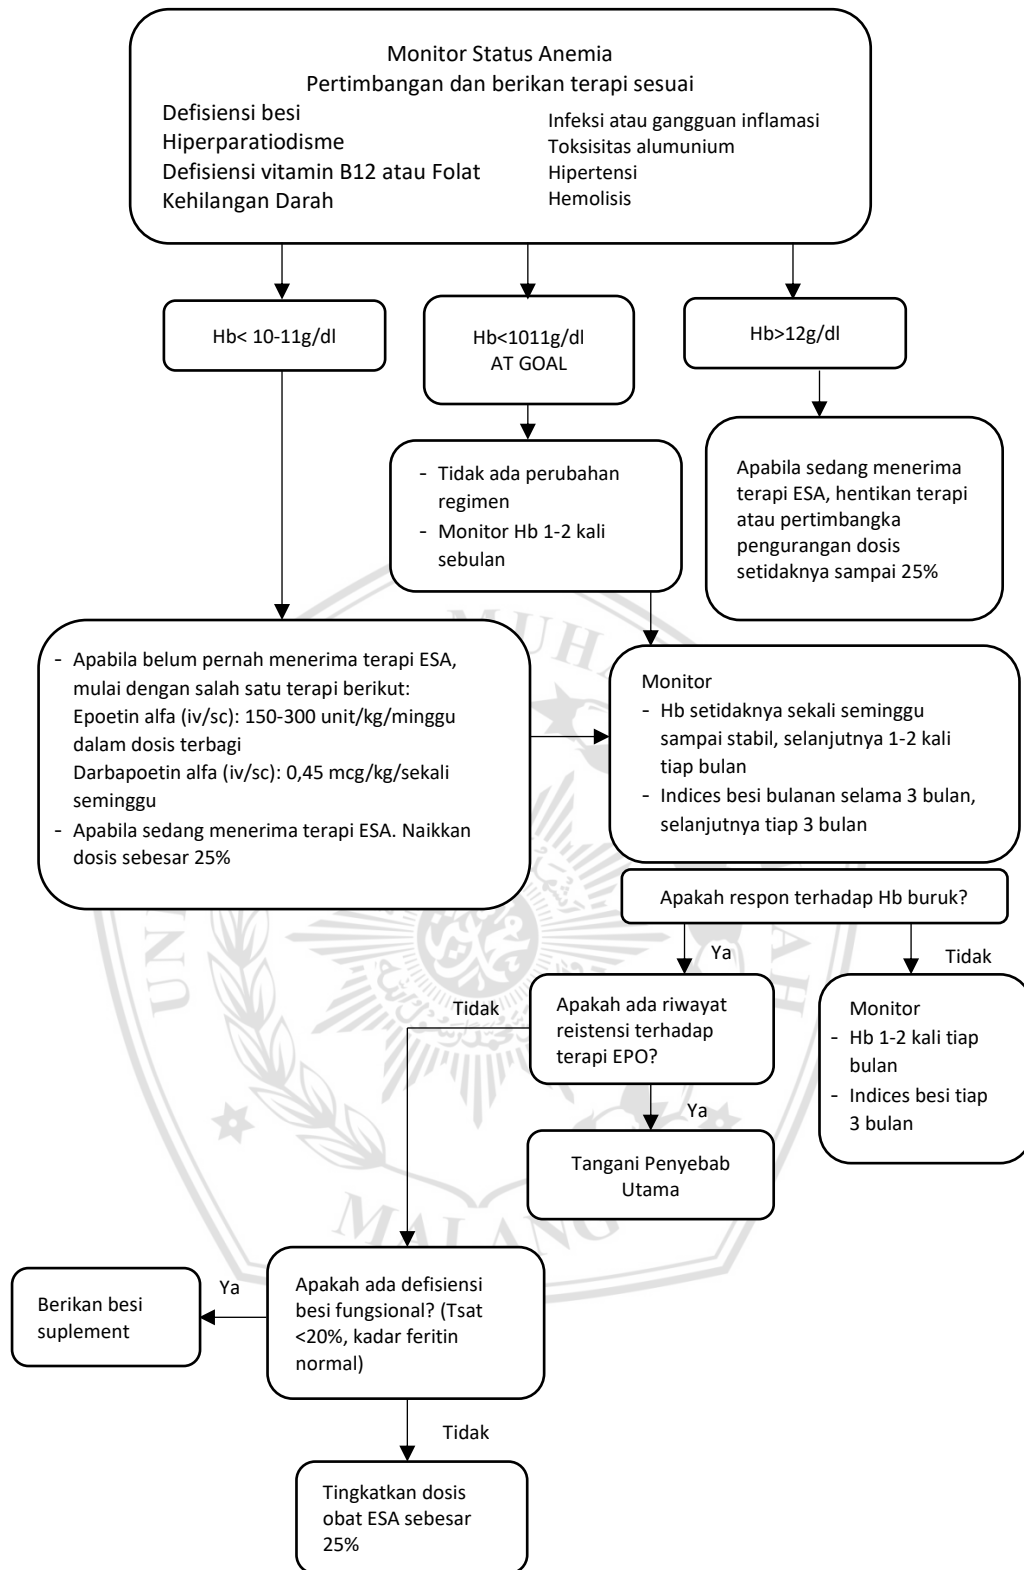 Monitor Status Anemia
Pertimbangan dan berikan terapi sesuai
Defisiensi besi
Hiperparatiodisme
Defisiensi vitamin B12 atau Folat
Kehilangan Darah
Infeksi atau gangguan inflamasi
Toksisitas alumunium
Hipertensi
Hemolisis
Hb< 10-11g/dl
Hb<1011g/dl
AT GOAL
Hb>12g/dl
- Tidak ada perubahan
regimen
- Monitor Hb 1-2 kali
sebulan
Apabila sedang menerima
terapi ESA, hentikan terapi
atau pertimbangka
pengurangan dosis
setidaknya sampai 25%
- Apabila belum pernah menerima terapi ESA,
mulai dengan salah satu terapi berikut:
Epoetin alfa (iv/sc): 150-300 unit/kg/minggu
dalam dosis terbagi
Darbapoetin alfa (iv/sc): 0,45 mcg/kg/sekali
seminggu
- Apabila sedang menerima terapi ESA. Naikkan
dosis sebesar 25%
Monitor
- Hb setidaknya sekali seminggu
sampai stabil, selanjutnya 1-2 kali
tiap bulan
- Indices besi bulanan selama 3 bulan,
selanjutnya tiap 3 bulan
Apakah respon terhadap Hb buruk?
Ya
Tidak
Tidak
Apakah ada riwayat
reistensi terhadap
terapi EPO?
Monitor
- Hb 1-2 kali tiap
bulan
- Indices besi tiap
3 bulan
Ya
Tangani Penyebab
Utama
Apakah ada defisiensi
besi fungsional? (Tsat
<20%, kadar feritin
normal)
Ya
Berikan besi
suplement
Tidak
Tingkatkan dosis
obat ESA sebesar
25%
MALANG